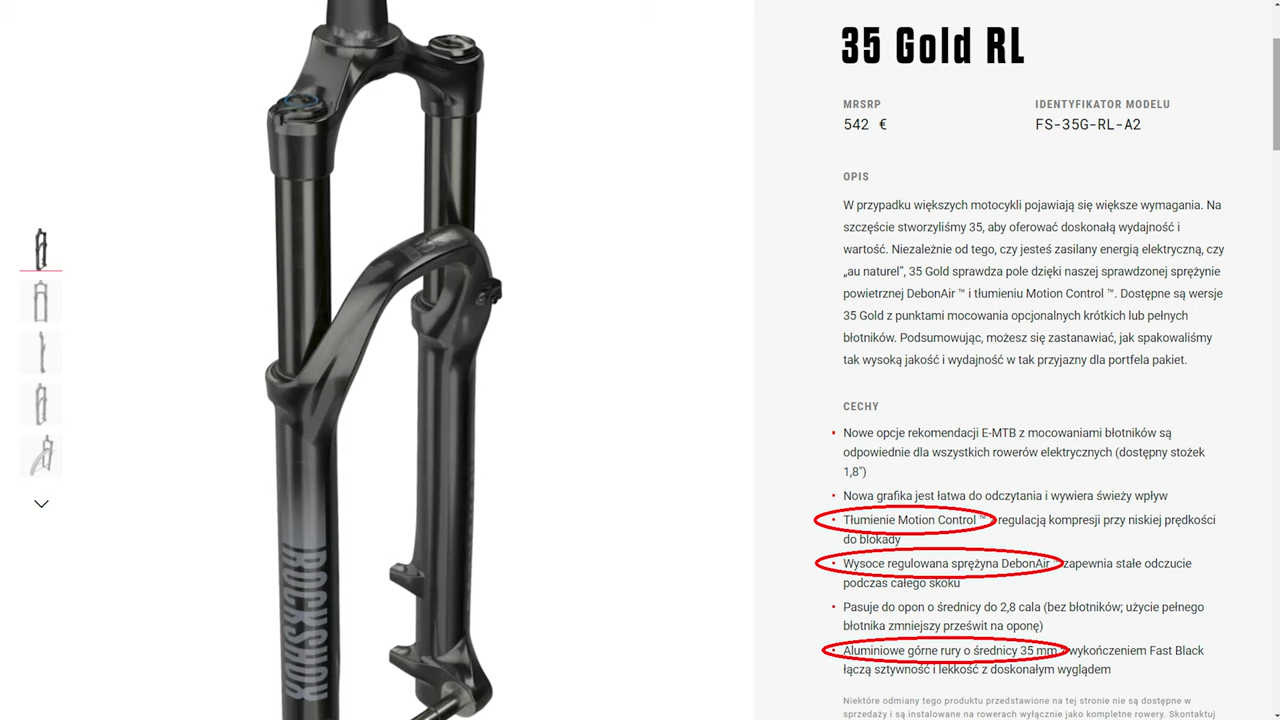 35 Gold RL
MRSRP
542 €
IDENTYFIKATOR MODELU
FS-35G-RL-A2
OPIS
W przypadku większych motocykli pojawiają się większe wymagania. Na
szczęście stworzyliśmy 35, aby oferować doskonałą wydajność i
wartość. Niezależnie od tego, czy jesteś zasilany energią elektryczną, czy
„au naturel”, 35 Gold sprawdza pole dzięki naszej sprawdzonej sprężynie
powietrznej DebonAir ™ i tłumieniu Motion Control ™. Dostępne są wersje
35 Gold z punktami mocowania opcjonalnych krótkich lub pełnych
błotników. Podsumowując, możesz się zastanawiać, jak spakowaliśmy
tak wysoką jakość i wydajność w tak przyjazny dla portfela pakiet.
CECHY
Nowe opcje rekomendacji E-MTB z mocowaniami błotników są
odpowiednie dla wszystkich rowerów elektrycznych (dostępny stożek
1,8")
Nowa grafika jest łatwa do odczytania i wywiera świeży wpływ
Tłumienie Motion Control ™ regulacją kompresji przy niskiej prędkości
do blokady
Wysoce regulowana sprężyna DebonAir zapewnia stałe odczucie
podczas całego skoku
Pasuje do opon o średnicy do 2,8 cala (bez błotników; użycie pełnego
błotnika zmniejszy prześwit na oponę)
Aluminiowe górne rury o średnicy 35 mm wykończeniem Fast Black
łączą sztywność i lekkość z doskonałym wyglądem
Niektóre odmiany tego produktu przedstawione na tej stronie nie są dostępne w
sprzedaży i są instalowane na rowerach wyłącznie jako kompletne rowery. Skontaktuj
ROCKSHOX